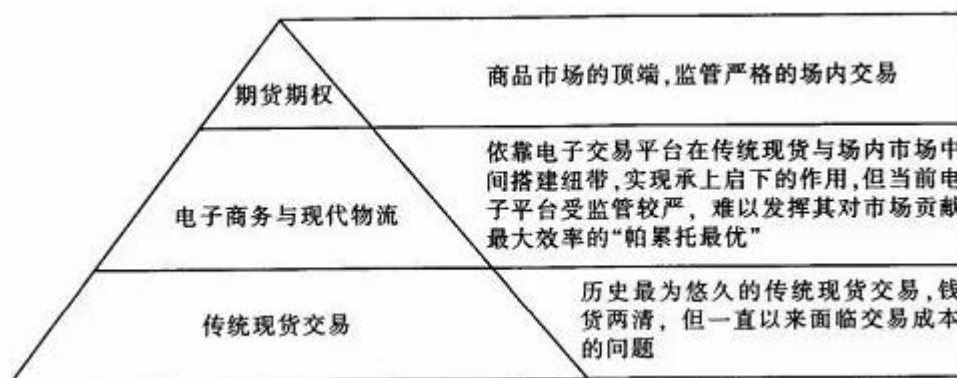 期货期权
商品市场的顶端,监管严格的场内交易
电子商务与现代物流
依靠电子交易平台在传统现货与场内市场中
间搭建纽带,实现承上启下的作用,但当前电
子平台受监管较严, 难以发挥其对市场贡献
最大效率的“帕累托最优”
传统现货交易
历史最为悠久的传统现货交易,钱
货两清, 但一直以来面临交易成本
的问题